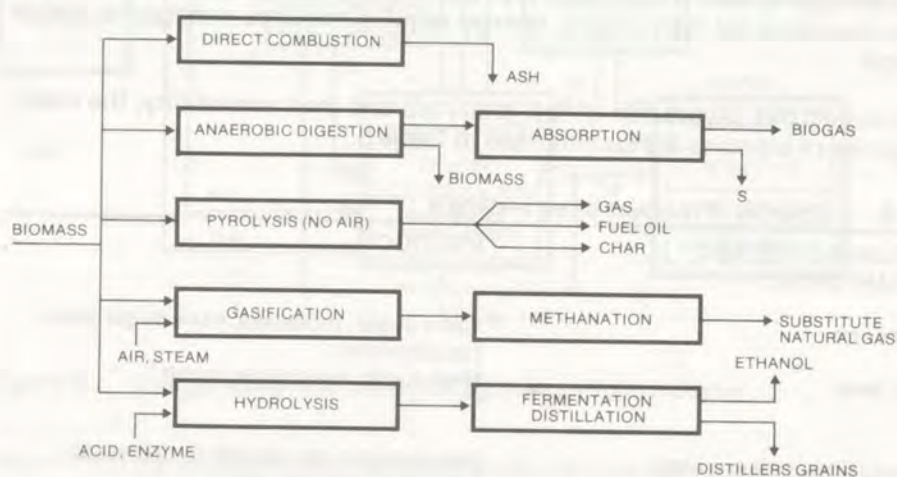 DIRECT COMBUSTION
ASH
ANAEROBIC DIGESTION
ABSORPTION
BIOGAS
BIOMASS
S
BIOMASS
PYROLYSIS (NO AIR)
GAS
FUEL OIL
CHAR
GASIFICATION
METHANATION
SUBSTITUTE
NATURAL GAS
AIR, STEAM
ETHANOL
HYDROLYSIS
FERMENTATION
DISTILLATION
ACID, ENZYME
DISTILLERS GRAINS